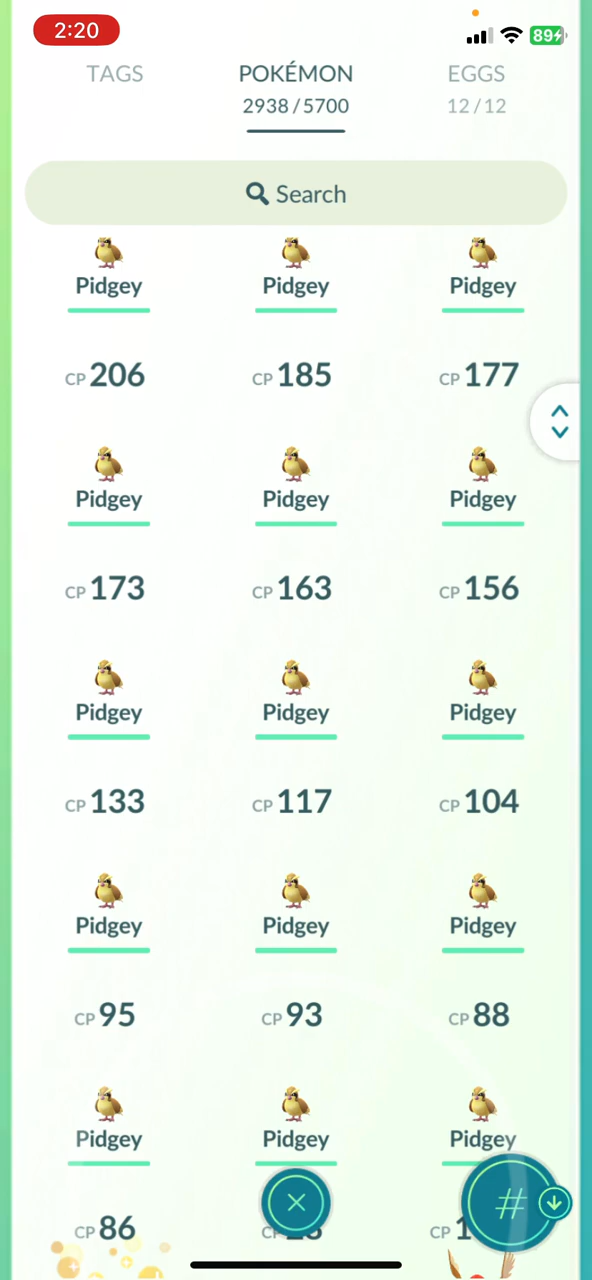 2:20
89
TAGS POKÉMON EGGS
2938/5700 12/12
Search
Pidgey Pidgey Pidgey
CP 206 CP 185 CP 177
Pidgey Pidgey Pidgey
CP 173 CP 163 CP 156
Pidgey Pidgey Pidgey
CP 133 CP 117 CP 104
Pidgey Pidgey Pidgey
CP 95 CP 93 CP 88
Pidgey Pidgey Pidgey
CP 86 CP
#